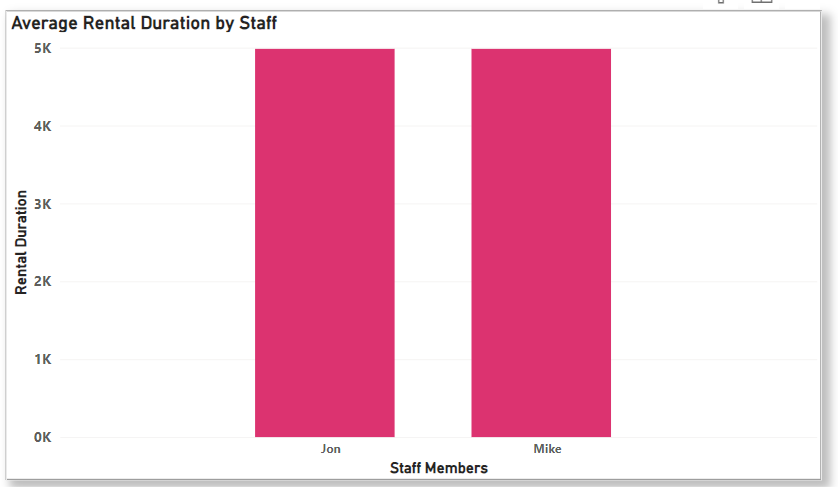 Average Rental Duration by Staff
5K
4K
3K
2K
1K
0K
Rental Duration
Jon
Mike
Staff Members